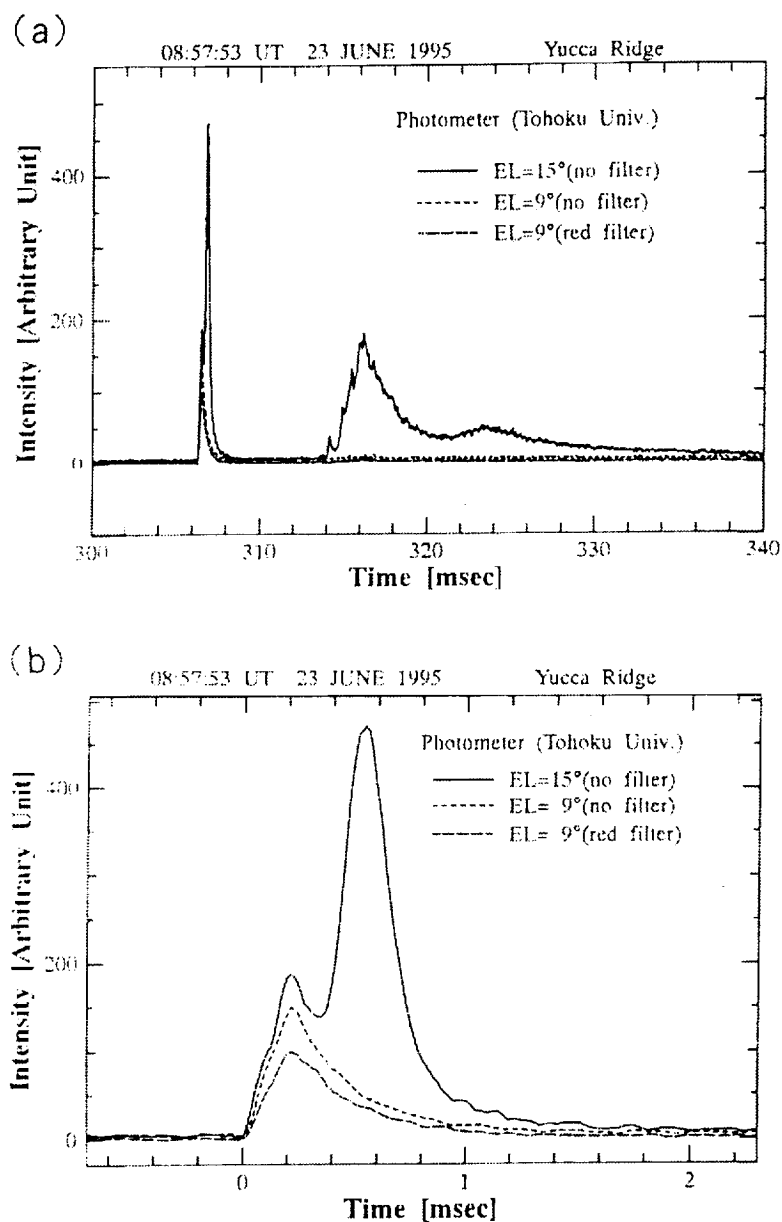 (a)
08:57:53 UT 23 JUNE 1995 Yucca Ridge
Photometer (Tohoku Univ.)
EL=15°(no filter)
EL=9°(no filter)
EL=9°(red filter)
Intensity [Arbitrary Unit]
400
200
0
300 310 320 330 340
Time [msec]
(b)
08:57:53 UT 23 JUNE 1995 Yucca Ridge
Photometer (Tohoku Univ.)
EL=15°(no filter)
EL= 9°(no filter)
EL= 9°(red filter)
Intensity [Arbitrary Unit]
400
200
0
0 1 2
Time [msec]